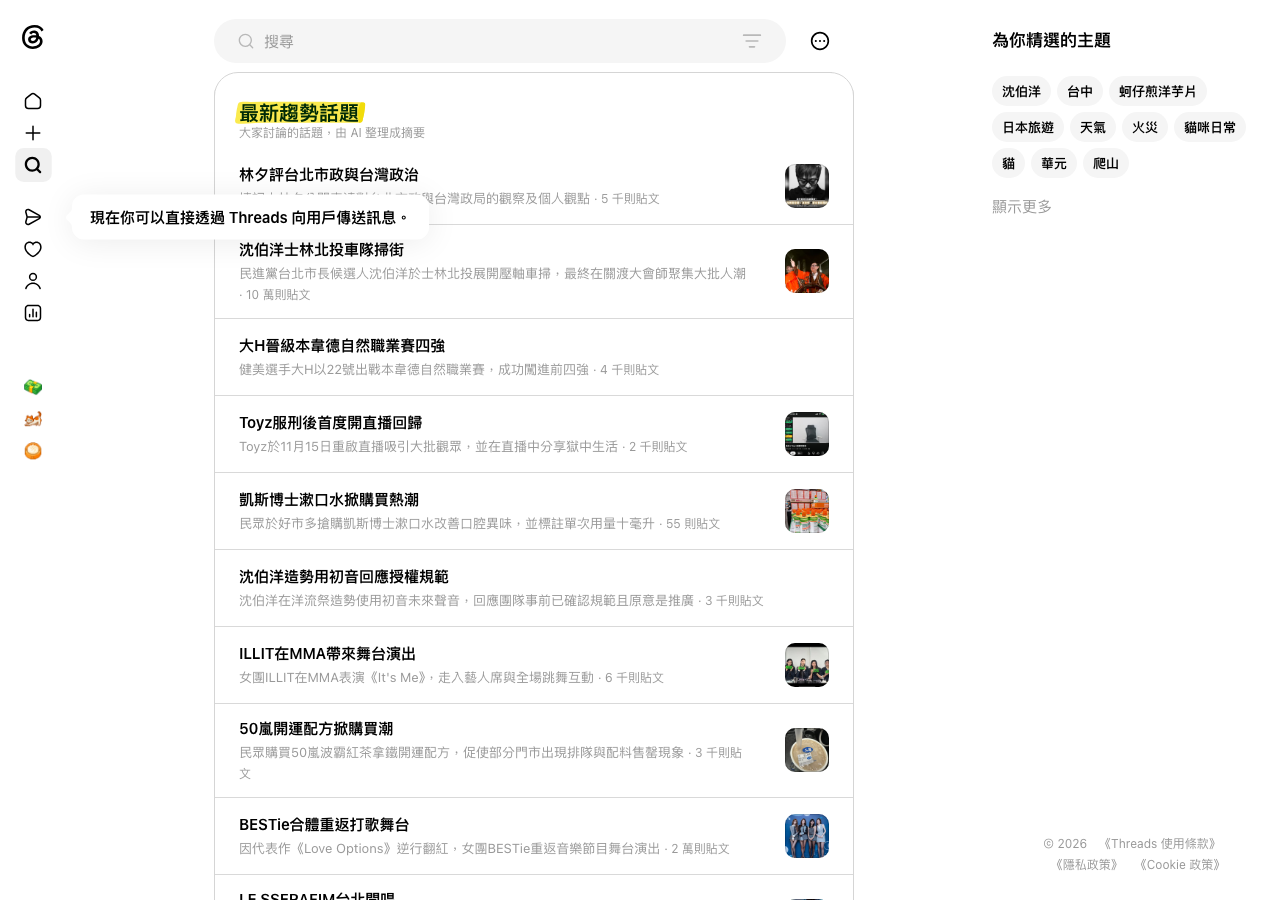 搜尋
最新趨勢話題
大家討論的話題，由 AI 整理成摘要
林夕評台北市政與台灣政治
與台灣政局的觀察及個人觀點 · 5 千則貼文
現在你可以直接透過 Threads 向用戶傳送訊息。
沈伯洋士林北投車隊掃街
民進黨台北市長候選人沈伯洋於士林北投展開壓軸車掃，最終在關渡大會師聚集大批人潮
· 10 萬則貼文
大H晉級本韋德自然職業賽四強
健美選手大H以22號出戰本韋德自然職業賽，成功闖進前四強 · 4 千則貼文
Toyz服刑後首度開直播回歸
Toyz於11月15日重啟直播吸引大批觀眾，並在直播中分享獄中生活 · 2 千則貼文
凱斯博士漱口水掀購買熱潮
民眾於好市多搶購凱斯博士漱口水改善口腔異味，並標註單次用量十毫升 · 55 則貼文
沈伯洋造勢用初音回應授權規範
沈伯洋在洋流祭造勢使用初音未來聲音，回應團隊事前已確認規範且原意是推廣 · 3 千則貼文
ILLIT在MMA帶來舞台演出
女團ILLIT在MMA表演《It's Me》，走入藝人席與全場跳舞互動 · 6 千則貼文
50嵐開運配方掀購買潮
民眾購買50嵐波霸紅茶拿鐵開運配方，促使部分門市出現排隊與配料售罄現象 · 3 千則貼
文
BESTie合體重返打歌舞台
因代表作《Love Options》逆行翻紅，女團BESTie重返音樂節目舞台演出 · 2 萬則貼文
LE SSERAFIM台北開唱
為你精選的主題
沈伯洋 台中 蚵仔煎洋芋片
日本旅遊 天氣 火災 貓咪日常
貓 華元 爬山
顯示更多
© 2026 《Threads 使用條款》
《隱私政策》 《Cookie 政策》